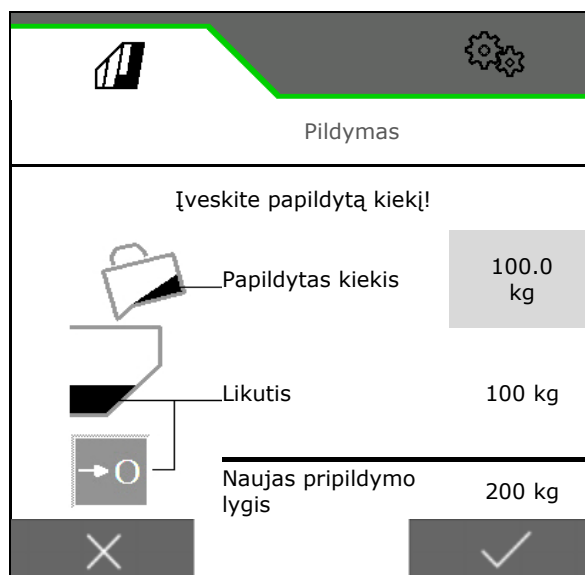 Pildymas
Įveskite papildytą kiekį!
Papildytas kiekis
100.0
kg
Likutis
100 kg
O
Naujas pripildymo
lygis
200 kg